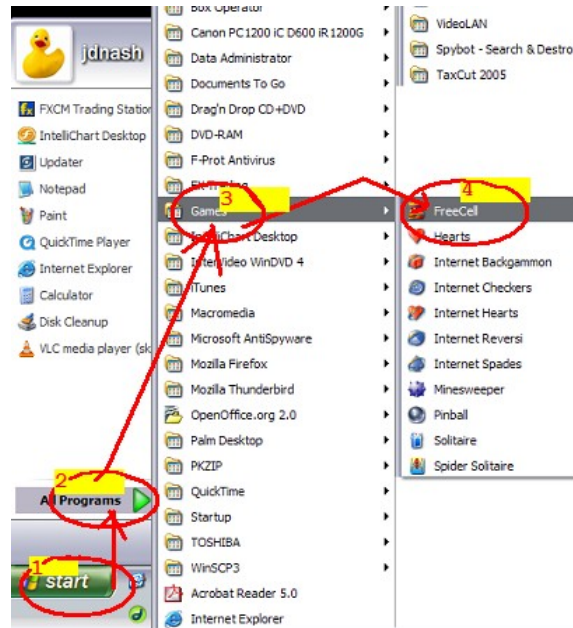 jdnash
FXCM Trading Station
IntelliChart Desktop
Updater
Notepad
Paint
QuickTime Player
Internet Explorer
Calculator
Disk Cleanup
VLC media player (sk
2
All Programs
1
start
Box Operator
Canon PC1200 iC D600 iR1200G
Data Administrator
Documents To Go
Drag'n Drop CD+DVD
DVD-RAM
F-Prot Antivirus
3
Games
IntelliChart Desktop
InterVideo WinDVD 4
iTunes
Macromedia
Microsoft AntiSpyware
Mozilla Firefox
Mozilla Thunderbird
OpenOffice.org 2.0
Palm Desktop
PKZIP
QuickTime
Startup
TOSHIBA
WinSCP3
Acrobat Reader 5.0
Internet Explorer
VideoLAN
Spybot - Search & Destro
TaxCut 2005
4
FreeCell
Hearts
Internet Backgammon
Internet Checkers
Internet Hearts
Internet Reversi
Internet Spades
Minesweeper
Pinball
Solitaire
Spider Solitaire